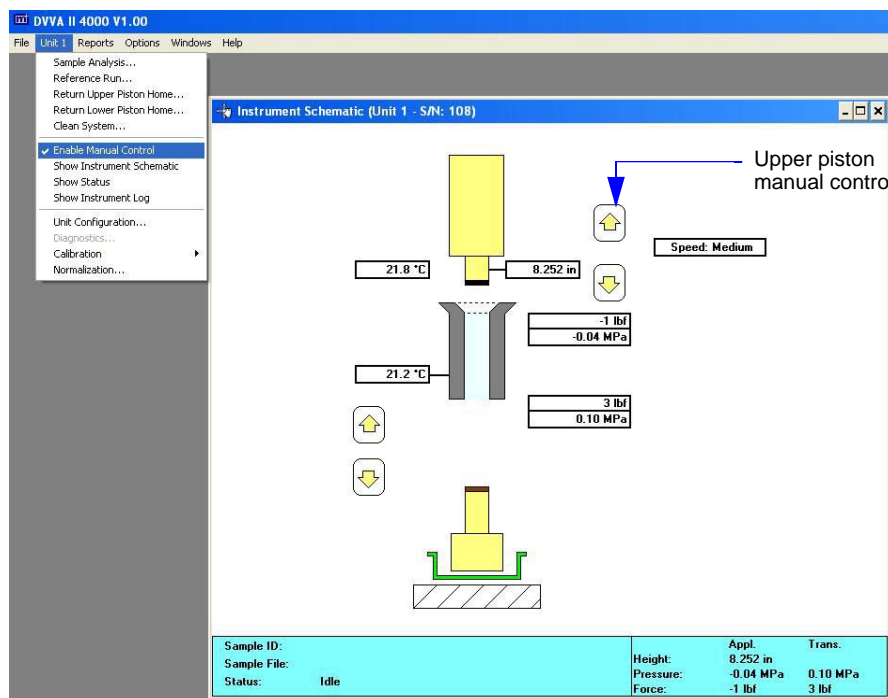 DVVA II 4000 V1.00
File Unit 1 Reports Options Windows Help
Sample Analysis...
Reference Run...
Return Upper Piston Home...
Return Lower Piston Home...
Clean System...
Enable Manual Control
Show Instrument Schematic
Show Status
Show Instrument Log
Unit Configuration...
Diagnostics...
Calibration
Normalization...
Instrument Schematic (Unit 1 - S/N: 108)
Upper piston
manual contro
Speed: Medium
21.8 °C
8.252 in
-1 lbf
-0.04 MPa
21.2 °C
3 lbf
0.10 MPa
Sample ID:
Sample File:
Status: Idle
Appl. Trans.
Height: 8.252 in
Pressure: -0.04 MPa 0.10 MPa
Force: -1 lbf 3 lbf